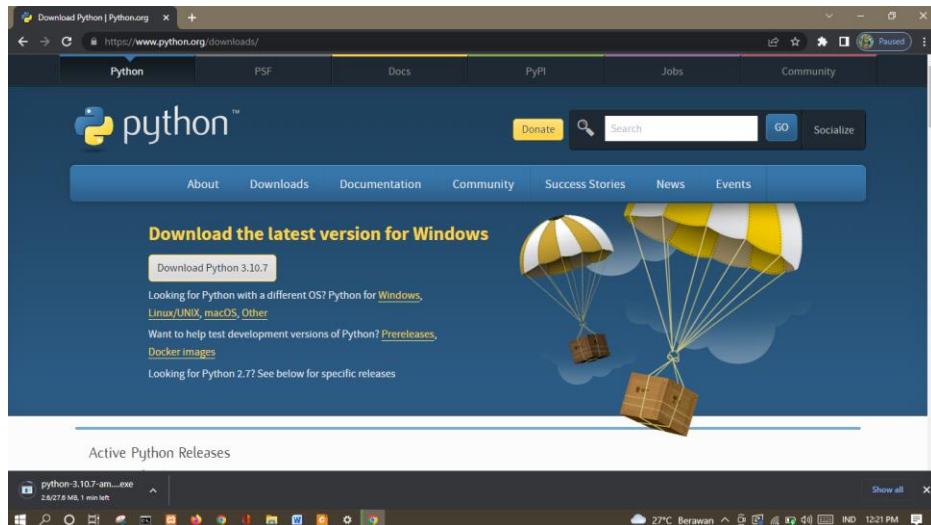 Download Python | Python.org
https://www.python.org/downloads/
Paused
Python PSF Docs PyPI Jobs Community
python™
Donate Search GO Socialize
About Downloads Documentation Community Success Stories News Events
Download the latest version for Windows
Download Python 3.10.7
Looking for Python with a different OS? Python for Windows,
Linux/UNIX, macOS, Other
Want to help test development versions of Python? Prereleases,
Docker images
Looking for Python 2.7? See below for specific releases
Active Python Releases
python-3.10.7-am....exe
2.6/27.6 MB, 1 min left
Show all
27°C Berawan IND 12:21 PM